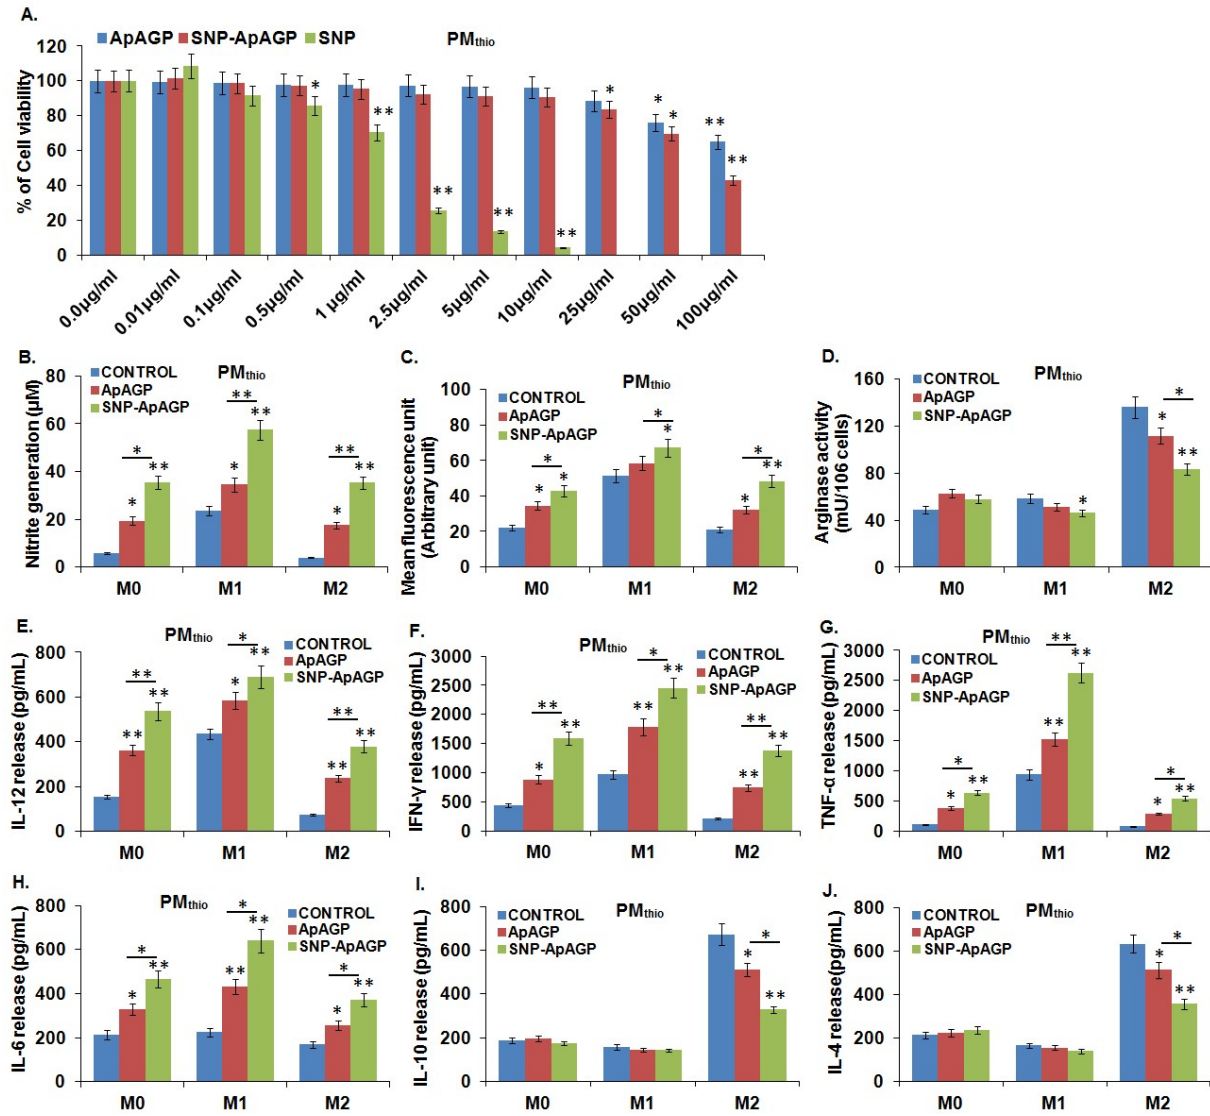 A.
ApAGP SNP-ApAGP SNP PMthio
% of Cell viability
120
100
80
60
40
20
0
* ** ** ** ** * * * ** **
0.0µg/ml 0.01µg/ml 0.1µg/ml 0.5µg/ml 1 µg/ml 2.5µg/ml 5µg/ml 10µg/ml 25µg/ml 50µg/ml 100µg/ml
B.
PMthio
CONTROL
ApAGP
SNP-ApAGP
Nitrite generation (µM)
80
60
40
20
0
* * ** * ** ** * ** **
M0 M1 M2
C.
PMthio
CONTROL
ApAGP
SNP-ApAGP
Mean fluorescence unit
(Arbitrary unit)
100
80
60
40
20
0
* * * * * * * **
M0 M1 M2
D.
PMthio
CONTROL
ApAGP
SNP-ApAGP
Arginase activity
(mU/106 cells)
160
120
80
40
0
* * * **
M0 M1 M2
E.
PMthio
CONTROL
ApAGP
SNP-ApAGP
IL-12 release (pg/mL)
800
600
400
200
0
** ** ** * * ** ** ** **
M0 M1 M2
F.
PMthio
CONTROL
ApAGP
SNP-ApAGP
IFN-γ release (pg/mL)
3000
2500
2000
1500
1000
500
0
* ** ** ** * ** ** ** **
M0 M1 M2
G.
PMthio
CONTROL
ApAGP
SNP-ApAGP
TNF-α release (pg/mL)
3000
2500
2000
1500
1000
500
0
* * ** ** ** ** * * **
M0 M1 M2
H.
PMthio
CONTROL
ApAGP
SNP-ApAGP
IL-6 release (pg/mL)
800
600
400
200
0
* * ** ** * ** * * **
M0 M1 M2
I.
PMthio
CONTROL
ApAGP
SNP-ApAGP
IL-10 release (pg/mL)
800
600
400
200
0
* * **
M0 M1 M2
J.
PMthio
CONTROL
ApAGP
SNP-ApAGP
IL-4 release(pg/mL)
800
600
400
200
0
* * **
M0 M1 M2